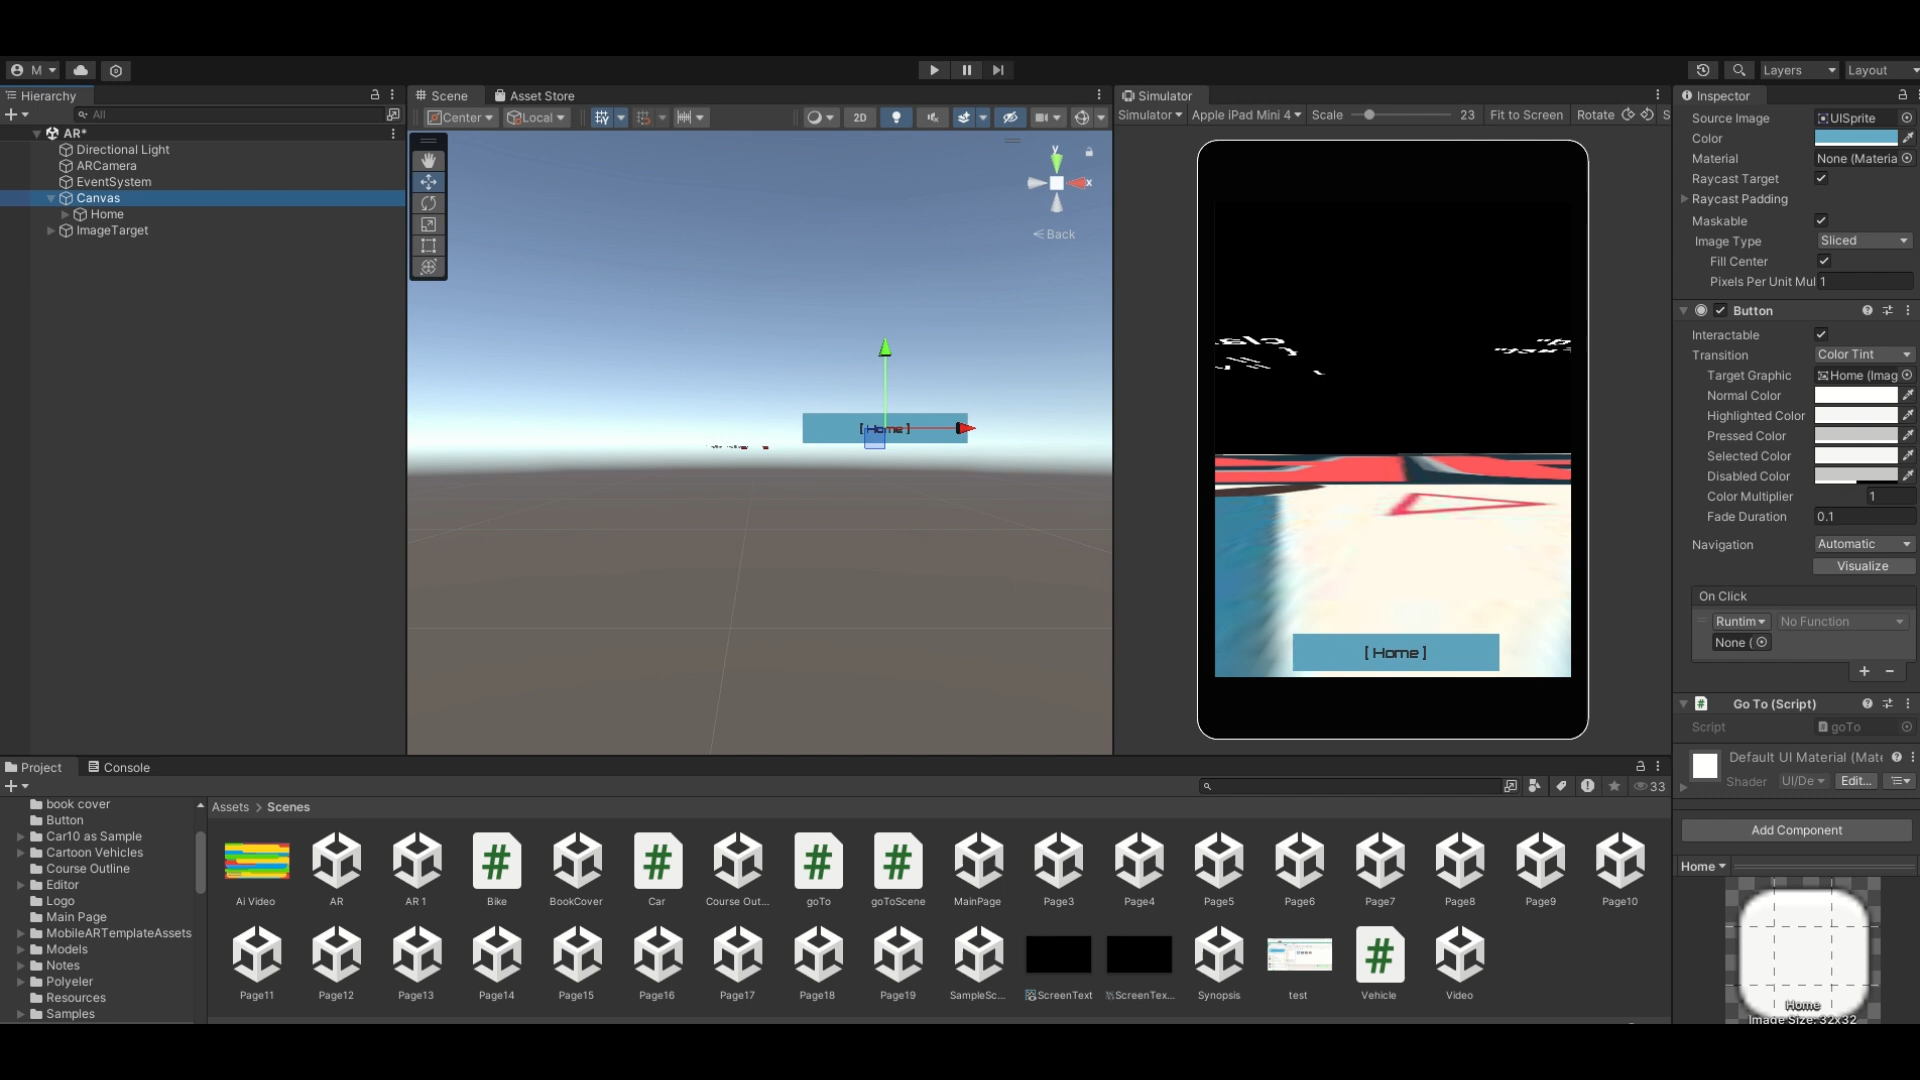 M
Layers
Layout
Hierarchy
All
AR*
Directional Light
ARCamera
EventSystem
Canvas
Home
ImageTarget
Scene
Asset Store
Center
Local
2D
y
x
Back
[ Home ]
Simulator
Simulator
Apple iPad Mini 4
Scale
23
Fit to Screen
Rotate
S
[ Home ]
Inspector
Source Image
UISprite
Color
Material
None (Materia
Raycast Target
Raycast Padding
Maskable
Image Type
Sliced
Fill Center
Pixels Per Unit Mul
1
Button
Interactable
Transition
Color Tint
Target Graphic
Home (Imag
Normal Color
Highlighted Color
Pressed Color
Selected Color
Disabled Color
Color Multiplier
1
Fade Duration
0.1
Navigation
Automatic
Visualize
On Click
Runtim
No Function
None (
+ −
Go To (Script)
Script
goTo
Default UI Material (Mate
Shader
UI/De
Edit...
Add Component
Home
Home
Image Size: 32x32
Project
Console
33
book cover
Button
Car10 as Sample
Cartoon Vehicles
Course Outline
Editor
Logo
Main Page
MobileARTemplateAssets
Models
Notes
Polyeler
Resources
Samples
Assets > Scenes
Ai Video
AR
AR 1
Bike
BookCover
Car
Course Out...
goTo
goToScene
MainPage
Page3
Page4
Page5
Page6
Page7
Page8
Page9
Page10
Page11
Page12
Page13
Page14
Page15
Page16
Page17
Page18
Page19
SampleSc...
ScreenText
ScreenTex...
Synopsis
test
Vehicle
Video